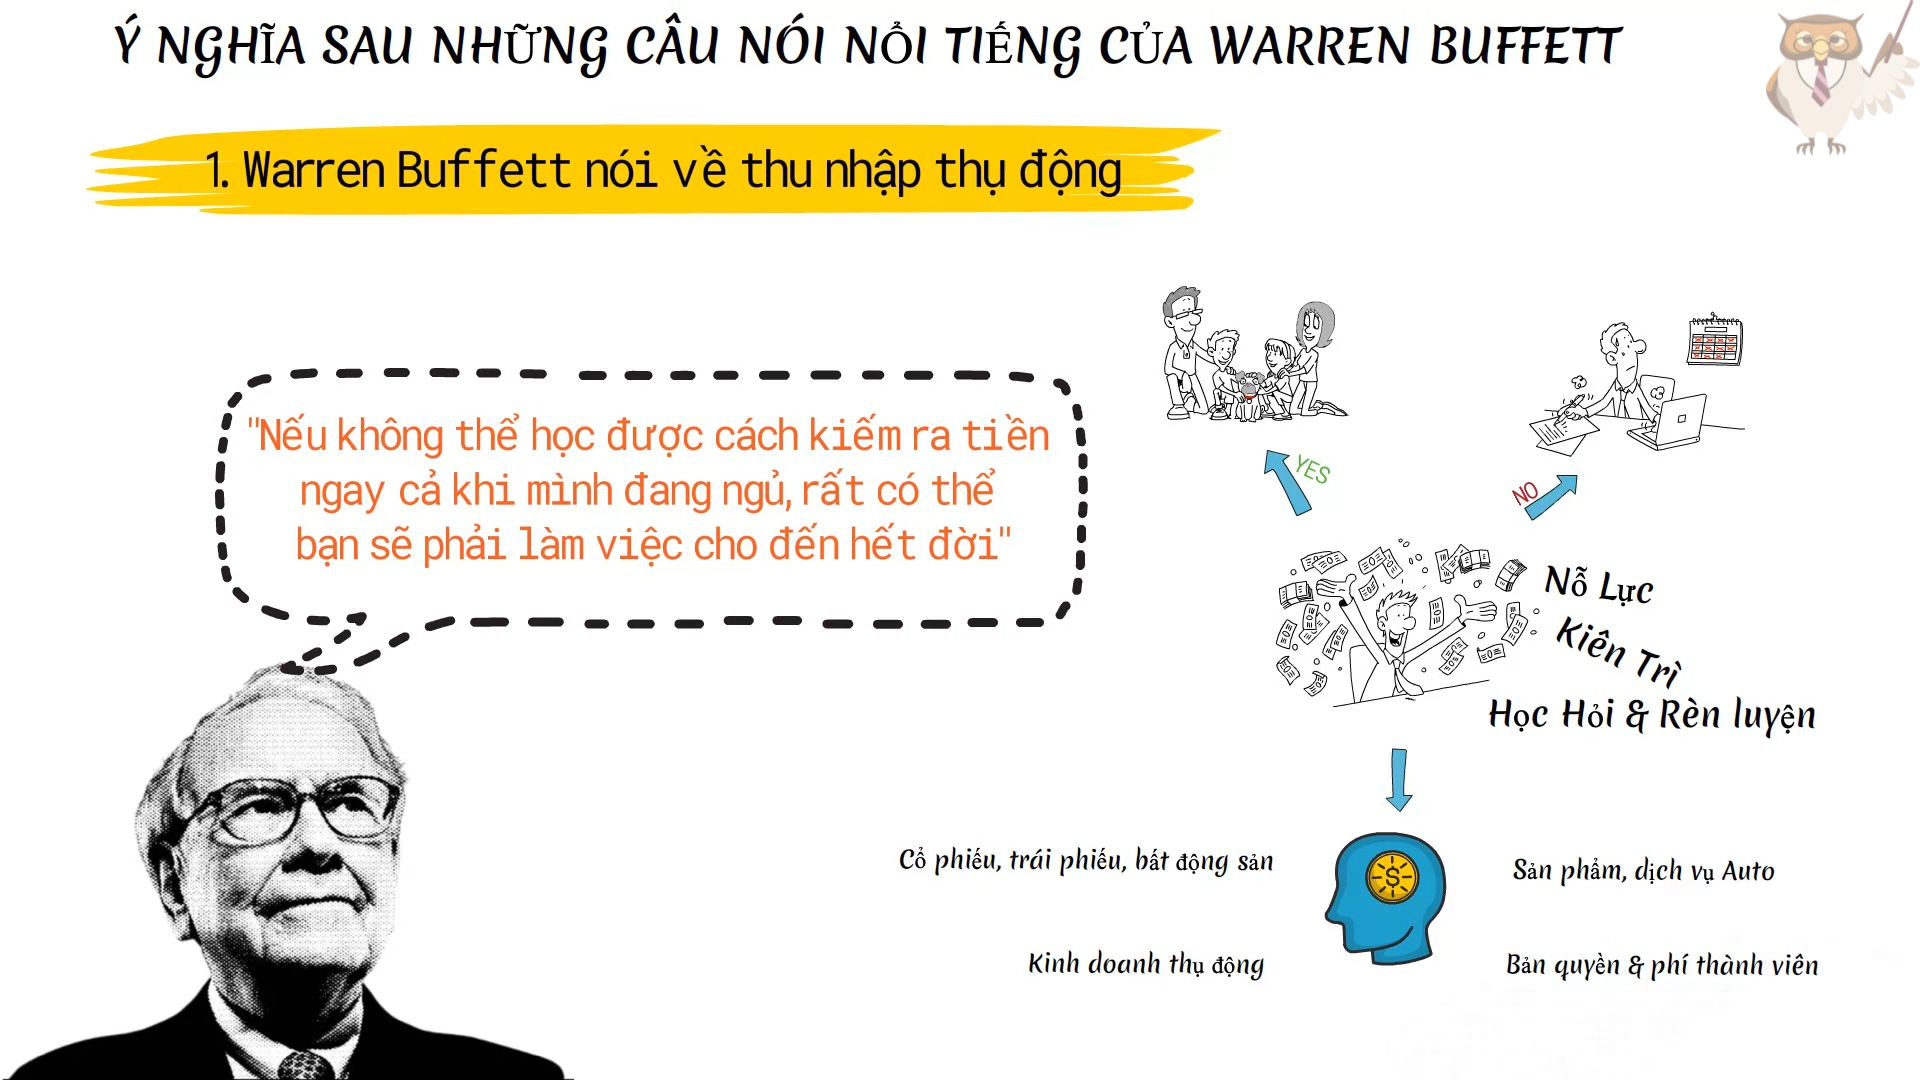 Ý NGHĨA SAU NHỮNG CÂU NÓI NỔI TIẾNG CỦA WARREN BUFFETT
1. Warren Buffett nói về thu nhập thụ động
"Nếu không thể học được cách kiếm ra tiền
ngay cả khi mình đang ngủ, rất có thể
bạn sẽ phải làm việc cho đến hết đời"
YES
NO
Nỗ Lực
Kiên Trì
Học Hỏi & Rèn luyện
Cổ phiếu, trái phiếu, bất động sản
Sản phẩm, dịch vụ Auto
Kinh doanh thụ động
Bản quyền & phí thành viên